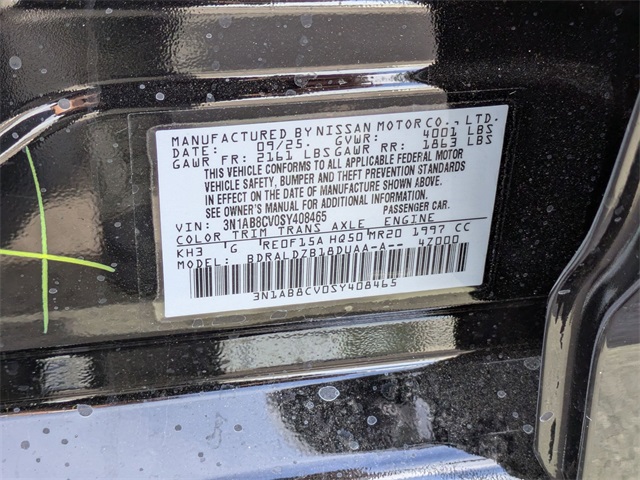 MANUFACTURED BY NISSAN MOTOR CO., LTD.
DATE: 09/25. GVWR: 4001 LBS
GAWR FR: 2161 LBS GAWR RR: 1863 LBS
THIS VEHICLE CONFORMS TO ALL APPLICABLE FEDERAL MOTOR
VEHICLE SAFETY, BUMPER AND THEFT PREVENTION STANDARDS
IN EFFECT ON THE DATE OF MANUFACTURE SHOWN ABOVE.
SEE OWNER'S MANUAL FOR ADDITIONAL INFORMATION
VIN: 3N1AB8CV0SY408465 PASSENGER CAR.
COLOR TRIM TRANS AXLE ENGINE
KH3 G RE0F15A HQ50 MR20 1997 CC
MODEL: BDRALDZB18DUAA-A-- 4Z000
3N1AB8CV0SY408465